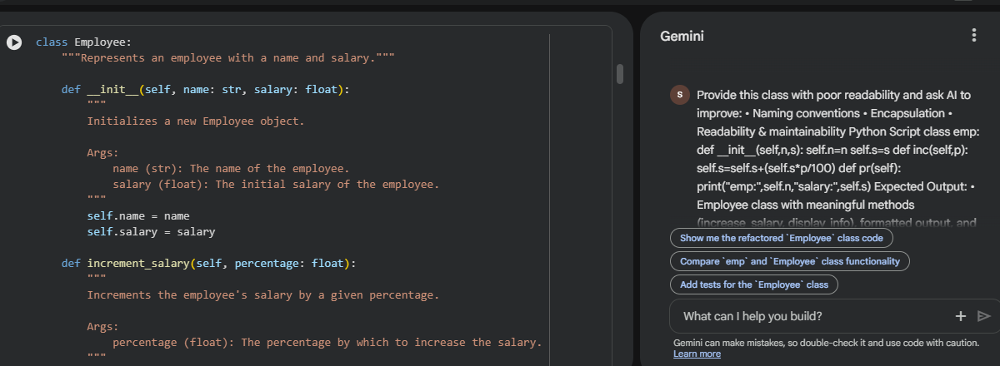 class Employee:
"""Represents an employee with a name and salary."""
def __init__(self, name: str, salary: float):
"""
Initializes a new Employee object.
Args:
name (str): The name of the employee.
salary (float): The initial salary of the employee.
"""
self.name = name
self.salary = salary
def increment_salary(self, percentage: float):
"""
Increments the employee's salary by a given percentage.
Args:
percentage (float): The percentage by which to increase the salary.
"""
Gemini
S
Provide this class with poor readability and ask AI to
improve: • Naming conventions • Encapsulation •
Readability & maintainability Python Script class emp:
def __init__(self,n,s): self.n=n self.s=s def inc(self,p):
self.s=self.s+(self.s*p/100) def pr(self):
print("emp:",self.n,"salary:",self.s) Expected Output: •
Employee class with meaningful methods
(increase_salary, display_info), formatted output, and
Show me the refactored `Employee` class code
Compare `emp` and `Employee` class functionality
Add tests for the `Employee` class
What can I help you build?
Gemini can make mistakes, so double-check it and use code with caution.
Learn more